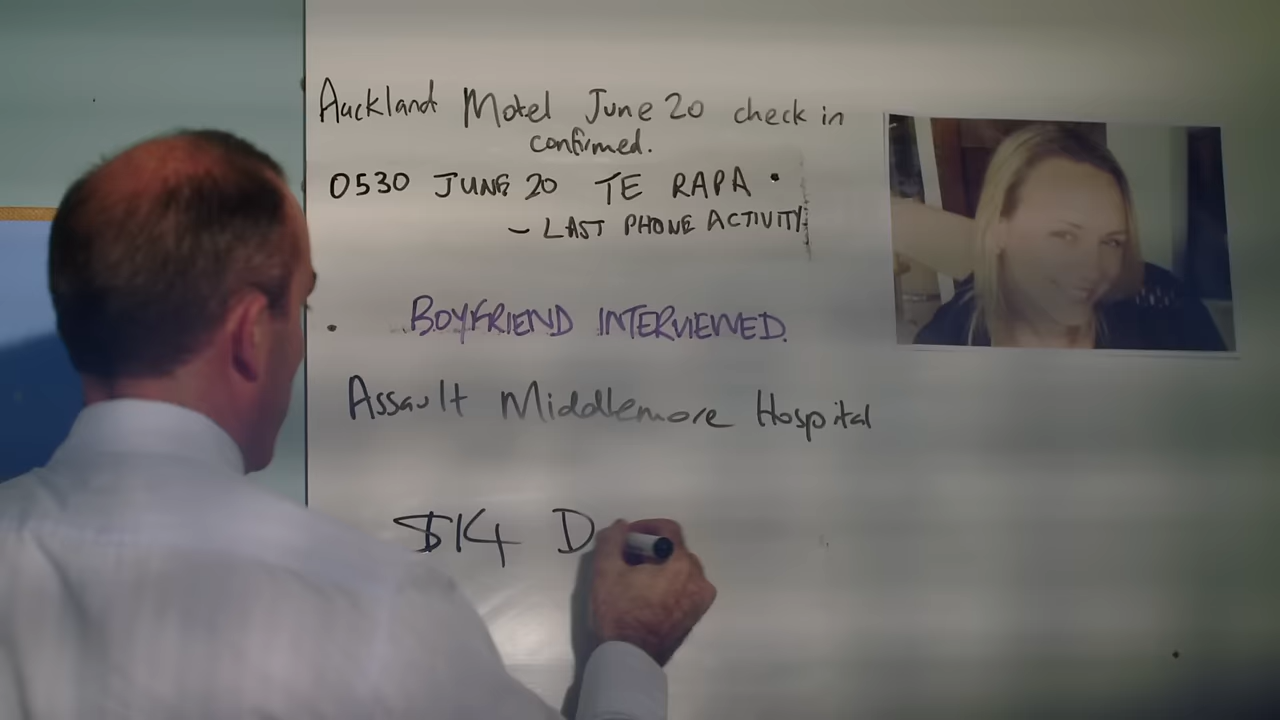 Auckland Motel June 20 check in
confirmed.
0530 JUNE 20 TE RAPA •
– LAST PHONE ACTIVITY
• BOYFRIEND INTERVIEWED.
Assault Middlemore Hospital
$14 D